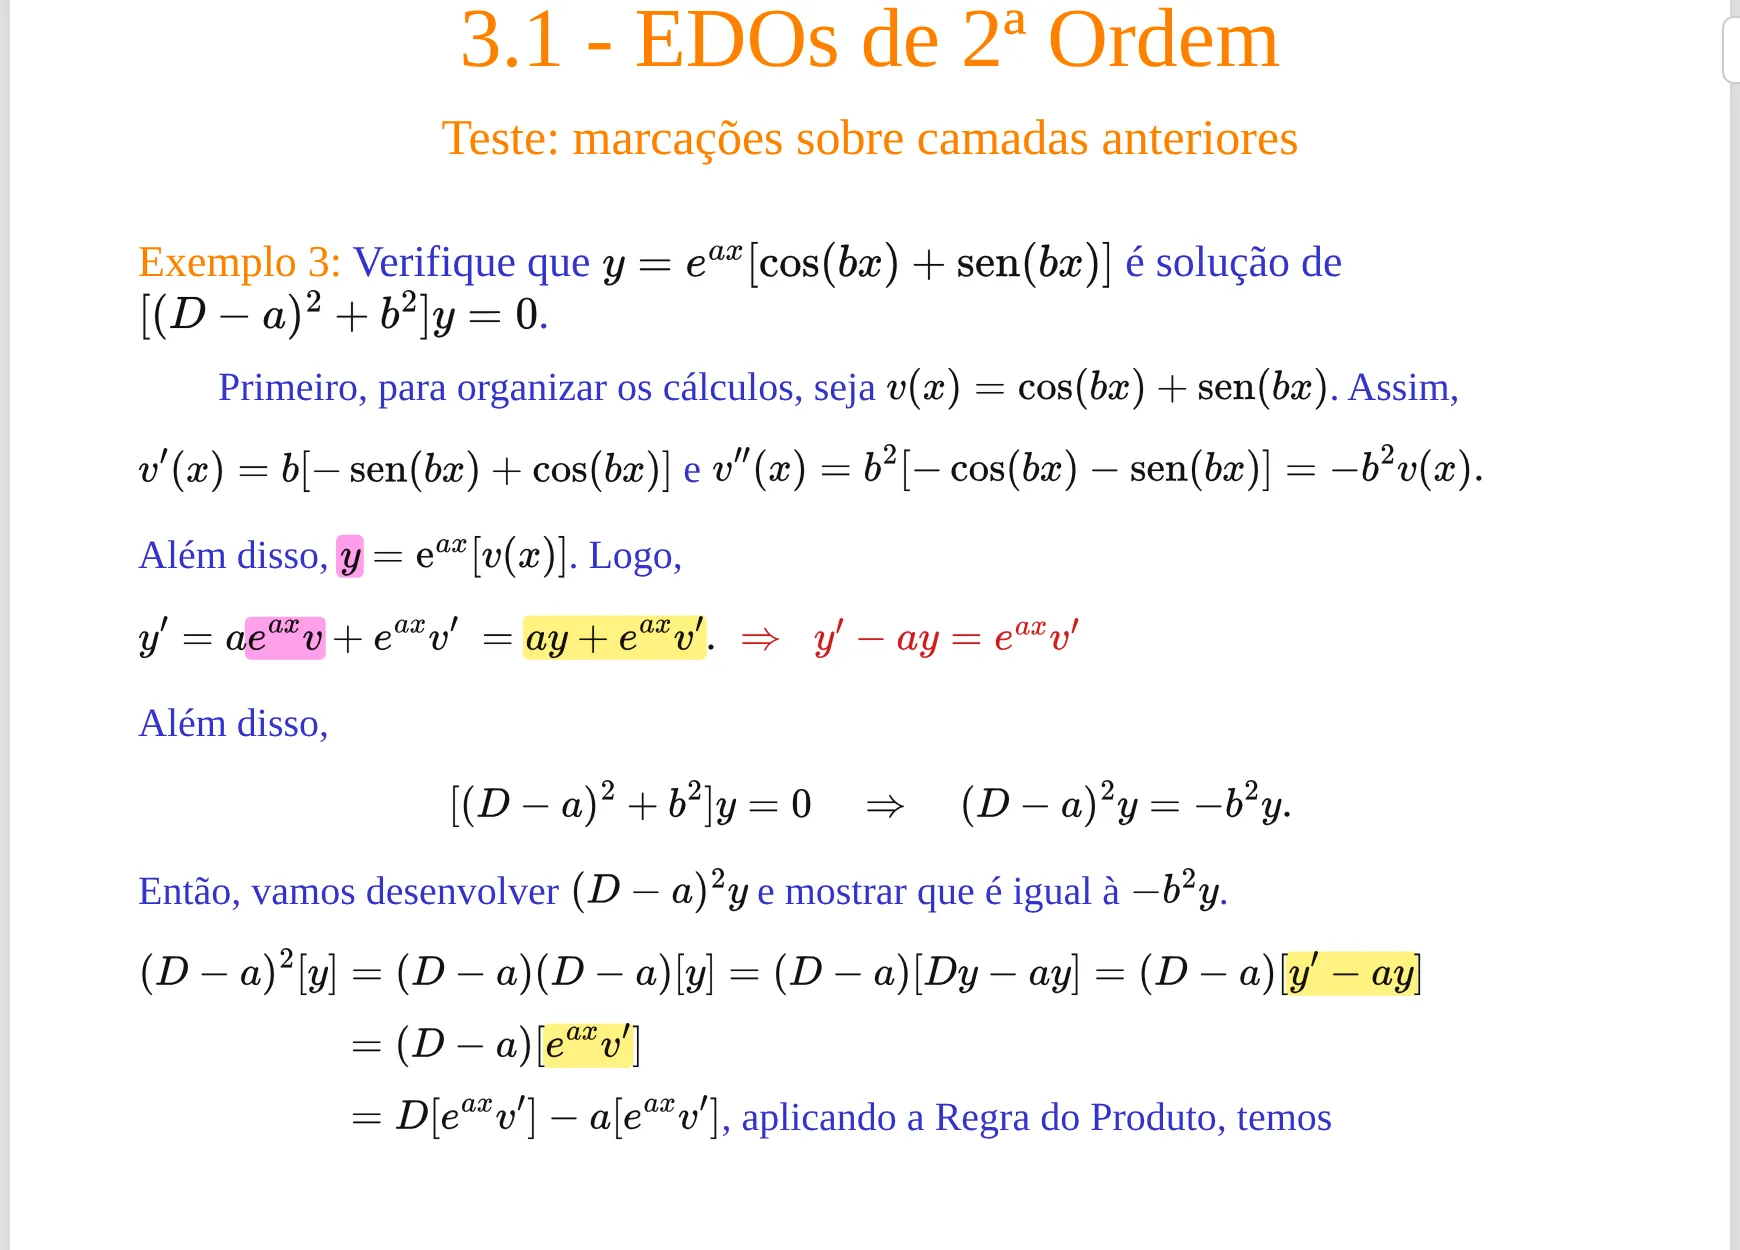 3.1 - EDOs de 2ª Ordem
Teste: marcações sobre camadas anteriores
Exemplo 3: Verifique que y = e^{ax}[cos(bx) + sen(bx)] é solução de
[(D − a)² + b²]y = 0.
Primeiro, para organizar os cálculos, seja v(x) = cos(bx) + sen(bx). Assim,
v′(x) = b[− sen(bx) + cos(bx)] e v″(x) = b²[− cos(bx) − sen(bx)] = −b²v(x).
Além disso, y = e^{ax}[v(x)]. Logo,
y′ = ae^{ax}v + e^{ax}v′ = ay + e^{ax}v′. ⇒ y′ − ay = e^{ax}v′
Além disso,
[(D − a)² + b²]y = 0 ⇒ (D − a)²y = −b²y.
Então, vamos desenvolver (D − a)²y e mostrar que é igual à −b²y.
(D − a)²[y] = (D − a)(D − a)[y] = (D − a)[Dy − ay] = (D − a)[y′ − ay]
= (D − a)[e^{ax}v′]
= D[e^{ax}v′] − a[e^{ax}v′], aplicando a Regra do Produto, temos